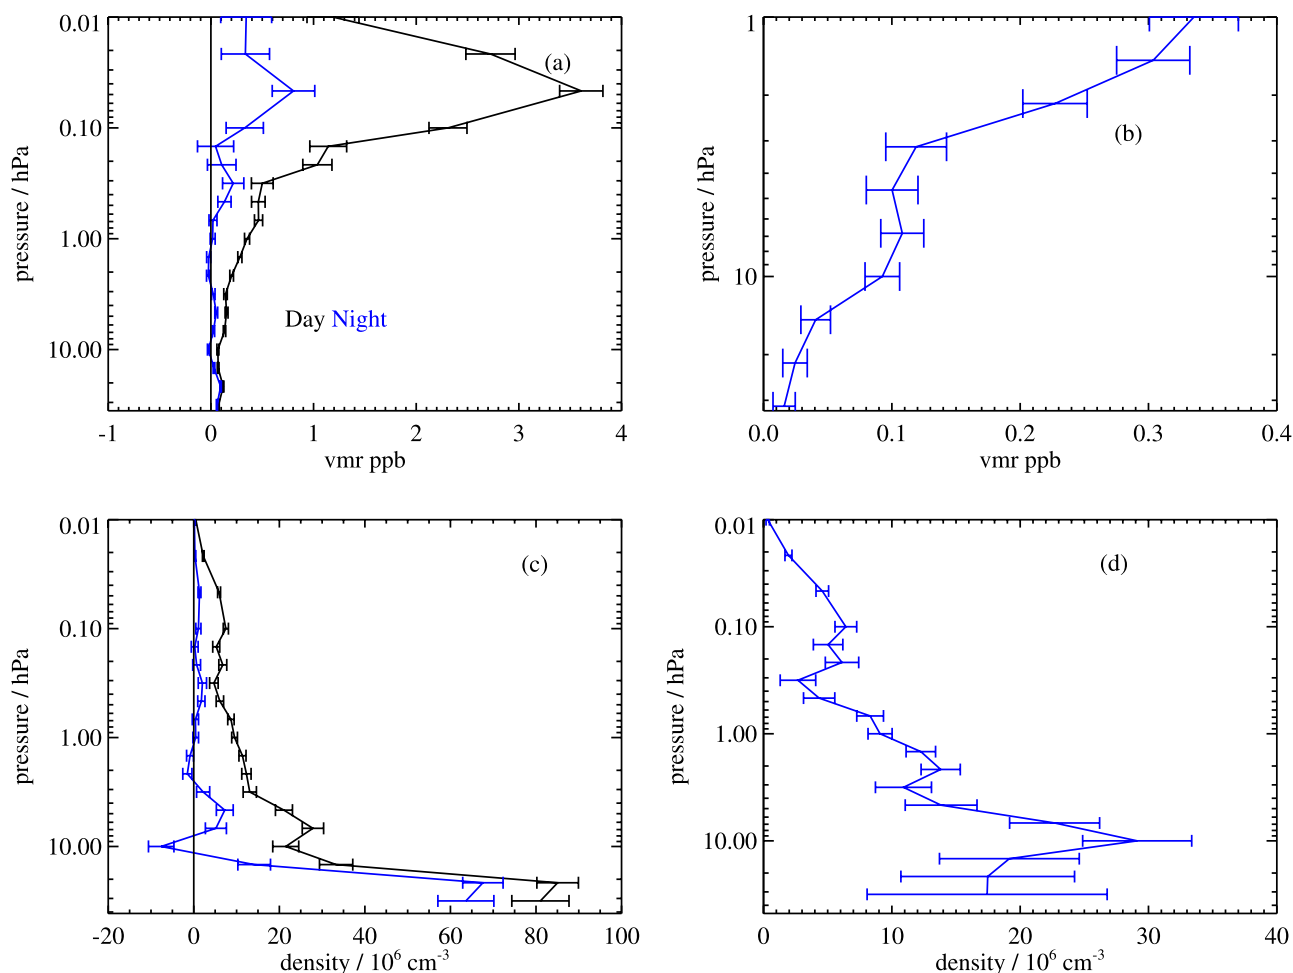 0.01
0.10
1.00
10.00
pressure / hPa
(a)
Day Night
-1 0 1 2 3 4
vmr ppb
1
10
pressure / hPa
(b)
0.0 0.1 0.2 0.3 0.4
vmr ppb
0.01
0.10
1.00
10.00
pressure / hPa
(c)
-20 0 20 40 60 80 100
density / 10⁶ cm⁻³
0.01
0.10
1.00
10.00
pressure / hPa
(d)
0 10 20 30 40
density / 10⁶ cm⁻³